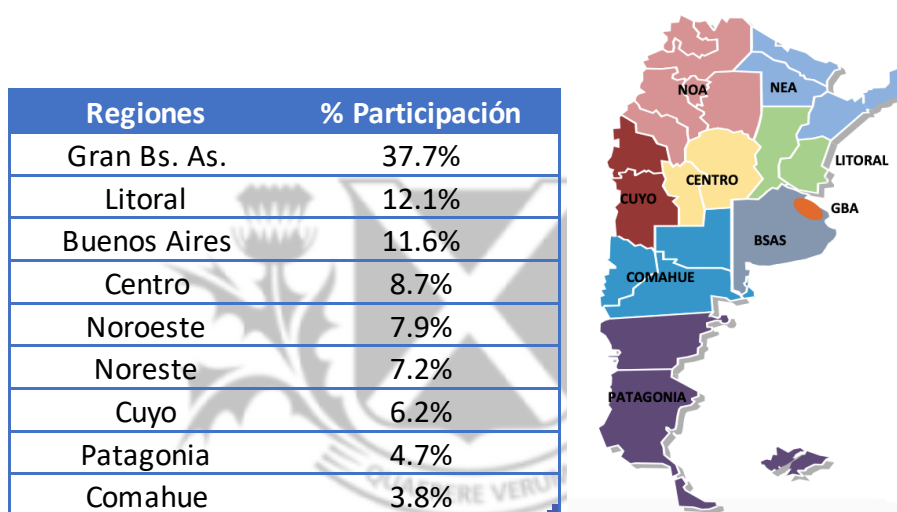 Regiones % Participación
Gran Bs. As. 37.7%
Litoral 12.1%
Buenos Aires 11.6%
Centro 8.7%
Noroeste 7.9%
Noreste 7.2%
Cuyo 6.2%
Patagonia 4.7%
Comahue 3.8%
NOA
NEA
LITORAL
CENTRO
CUYO
GBA
BSAS
COMAHUE
PATAGONIA